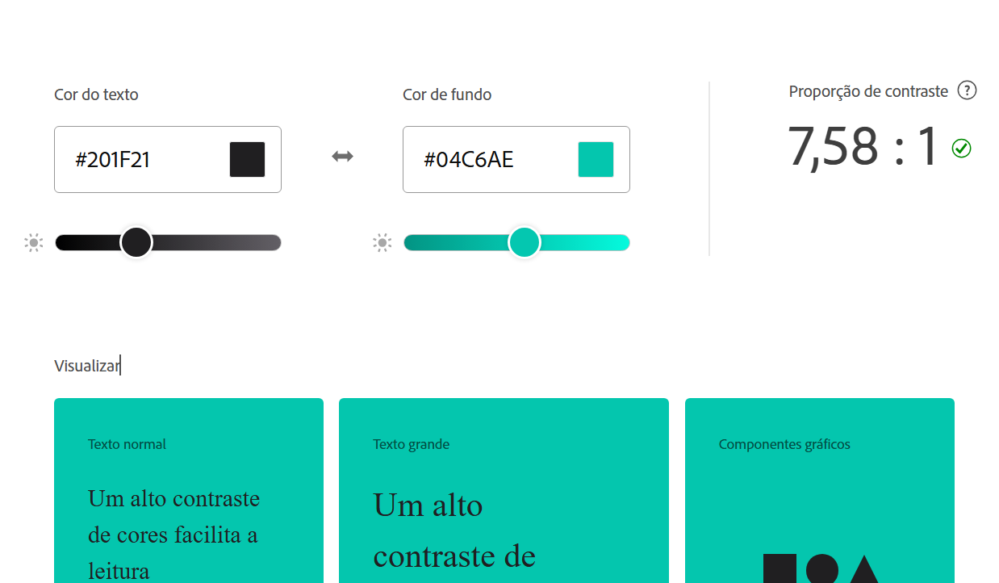 Cor do texto
Cor de fundo
Proporção de contraste ?
#201F21
#04C6AE
7,58 : 1
Visualizar
Texto normal
Um alto contraste
de cores facilita a
leitura
Texto grande
Um alto
contraste de
Componentes gráficos